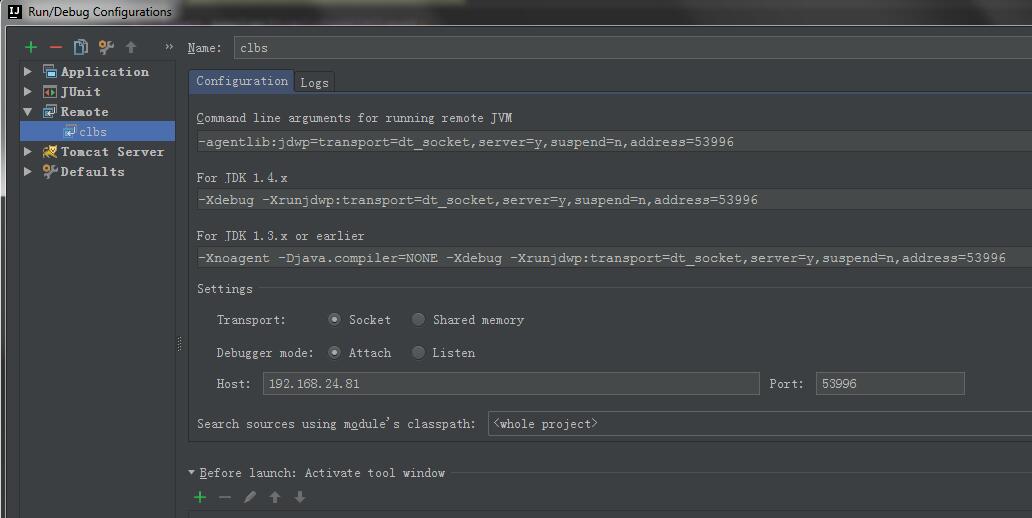 Run/Debug Configurations
»
Name: clbs
Application
JUnit
Remote
clbs
Tomcat Server
Defaults
Configuration Logs
Command line arguments for running remote JVM
-agentlib:jdwp=transport=dt_socket,server=y,suspend=n,address=53996
For JDK 1.4.x
-Xdebug -Xrunjdwp:transport=dt_socket,server=y,suspend=n,address=53996
For JDK 1.3.x or earlier
-Xnoagent -Djava.compiler=NONE -Xdebug -Xrunjdwp:transport=dt_socket,server=y,suspend=n,address=53996
Settings
Transport: Socket Shared memory
Debugger mode: Attach Listen
Host: 192.168.24.81 Port: 53996
Search sources using module's classpath: <whole project>
Before launch: Activate tool window